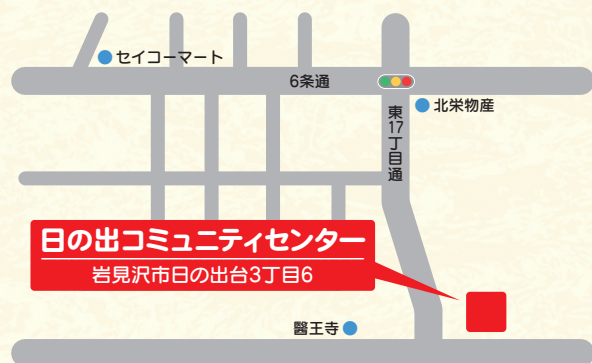 セイコーマート
6条通
北栄物産
東17丁目通
日の出コミュニティセンター
岩見沢市日の出台3丁目6
醫王寺